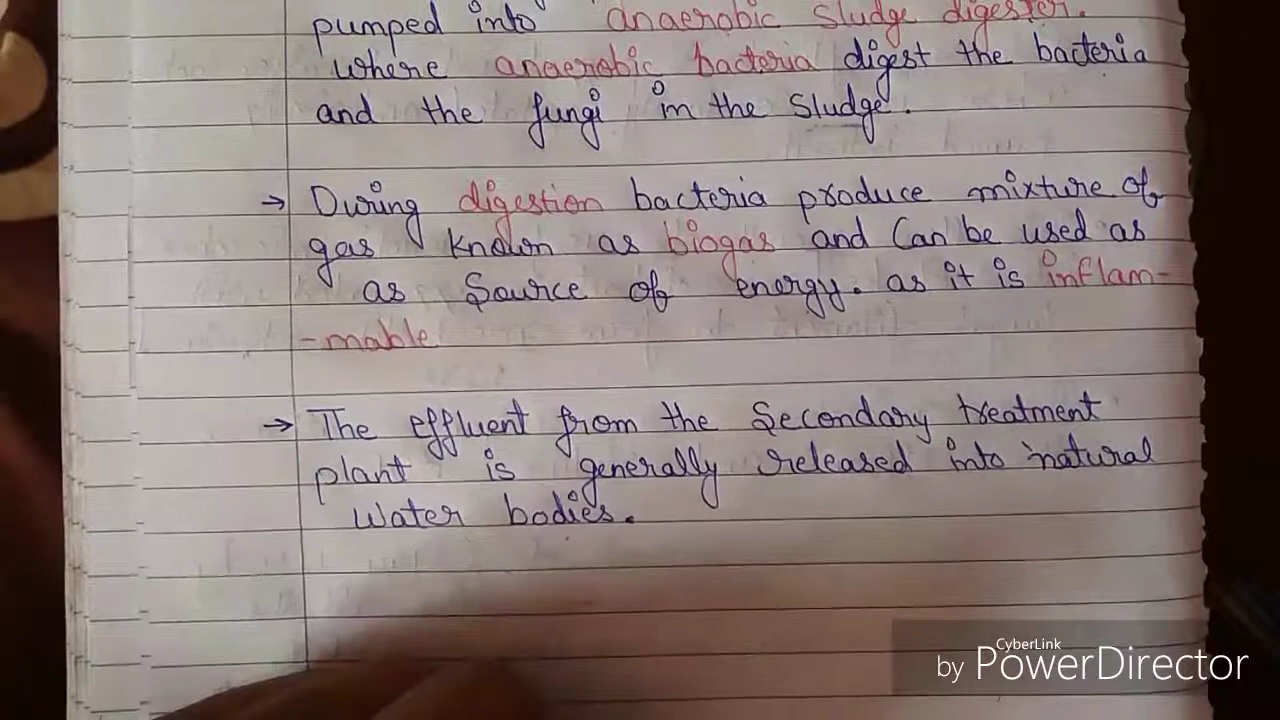 pumped into anaerobic sludge digester.
where anaerobic bacteria digest the bacteria
and the fungi in the sludge.
→ During digestion bacteria produce mixture of
gas known as biogas and can be used as
as source of energy. as it is inflam-
-mable
→ The effluent from the Secondary treatment
plant is generally released into natural
water bodies.
CyberLink
by PowerDirector